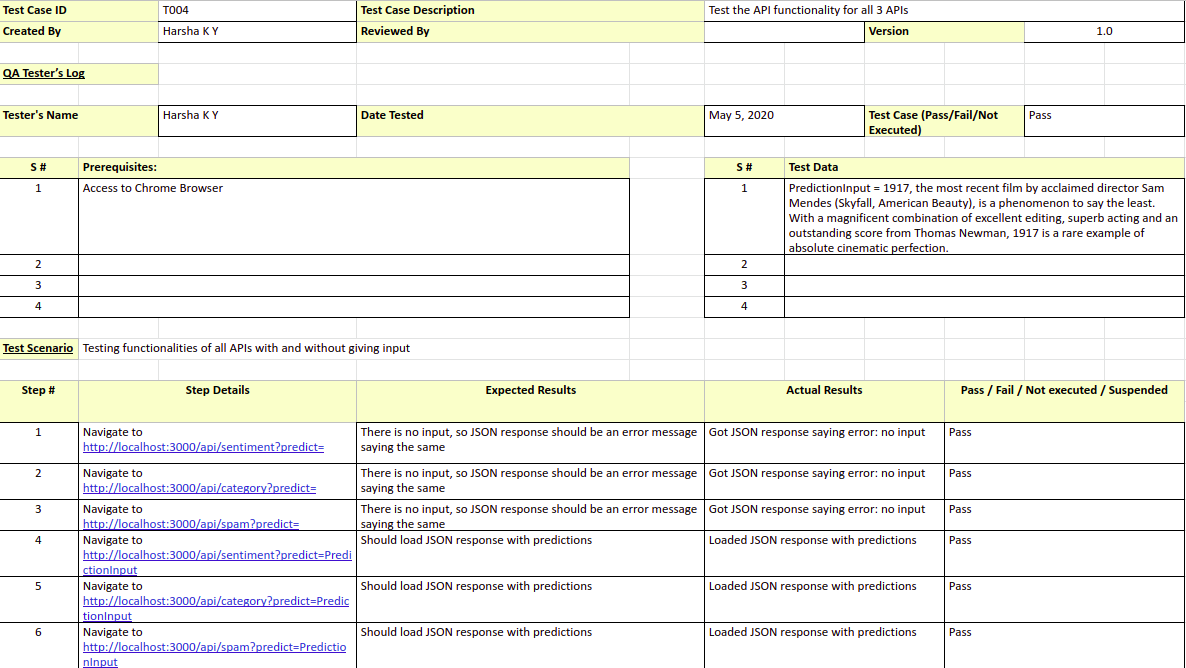 Test Case ID T004 Test Case Description Test the API functionality for all 3 APIs
Created By Harsha K Y Reviewed By Version 1.0
QA Tester's Log
Tester's Name Harsha K Y Date Tested May 5, 2020 Test Case (Pass/Fail/Not
Executed) Pass
S # Prerequisites: S # Test Data
1 Access to Chrome Browser 1 PredictionInput = 1917, the most recent film by acclaimed director Sam
Mendes (Skyfall, American Beauty), is a phenomenon to say the least.
With a magnificent combination of excellent editing, superb acting and an
outstanding score from Thomas Newman, 1917 is a rare example of
absolute cinematic perfection.
2 2
3 3
4 4
Test Scenario Testing functionalities of all APIs with and without giving input
Step # Step Details Expected Results Actual Results Pass / Fail / Not executed / Suspended
1 Navigate to There is no input, so JSON response should be an error message Got JSON response saying error: no input Pass
http://localhost:3000/api/sentiment?predict= saying the same
2 Navigate to There is no input, so JSON response should be an error message Got JSON response saying error: no input Pass
http://localhost:3000/api/category?predict= saying the same
3 Navigate to There is no input, so JSON response should be an error message Got JSON response saying error: no input Pass
http://localhost:3000/api/spam?predict= saying the same
4 Navigate to Should load JSON response with predictions Loaded JSON response with predictions Pass
http://localhost:3000/api/sentiment?predict=Predi
ctionInput
5 Navigate to Should load JSON response with predictions Loaded JSON response with predictions Pass
http://localhost:3000/api/category?predict=Predic
tionInput
6 Navigate to Should load JSON response with predictions Loaded JSON response with predictions Pass
http://localhost:3000/api/spam?predict=Predictio
nInput